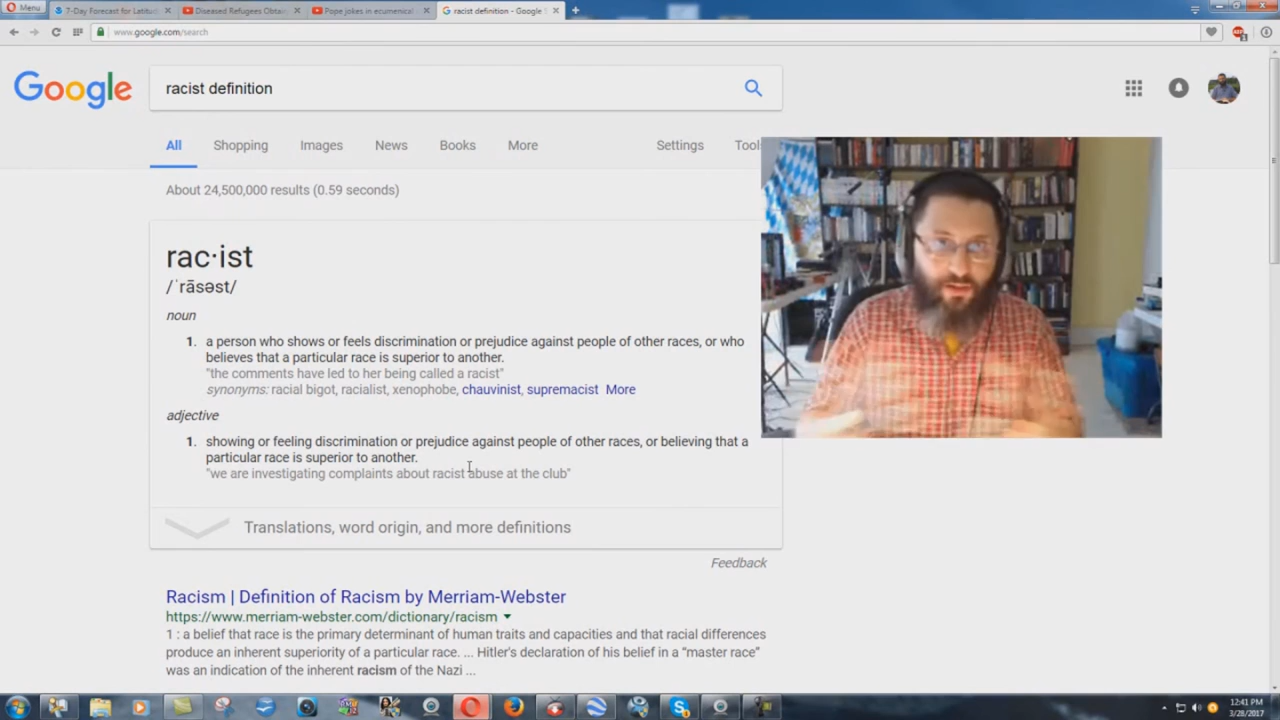 Menu
7-Day Forecast for Latitud
Diseased Refugees Obtain
Pope jokes in ecumenical
racist definition - Google
www.google.com/search
Google
racist definition
All Shopping Images News Books More Settings Tools
About 24,500,000 results (0.59 seconds)
rac·ist
/ˈrāsəst/
noun
1. a person who shows or feels discrimination or prejudice against people of other races, or who
believes that a particular race is superior to another.
"the comments have led to her being called a racist"
synonyms: racial bigot, racialist, xenophobe, chauvinist, supremacist More
adjective
1. showing or feeling discrimination or prejudice against people of other races, or believing that a
particular race is superior to another.
"we are investigating complaints about racist abuse at the club"
Translations, word origin, and more definitions
Feedback
Racism | Definition of Racism by Merriam-Webster
https://www.merriam-webster.com/dictionary/racism
1 : a belief that race is the primary determinant of human traits and capacities and that racial differences
produce an inherent superiority of a particular race. ... Hitler's declaration of his belief in a "master race"
was an indication of the inherent racism of the Nazi ...
12:41 PM
3/28/2017